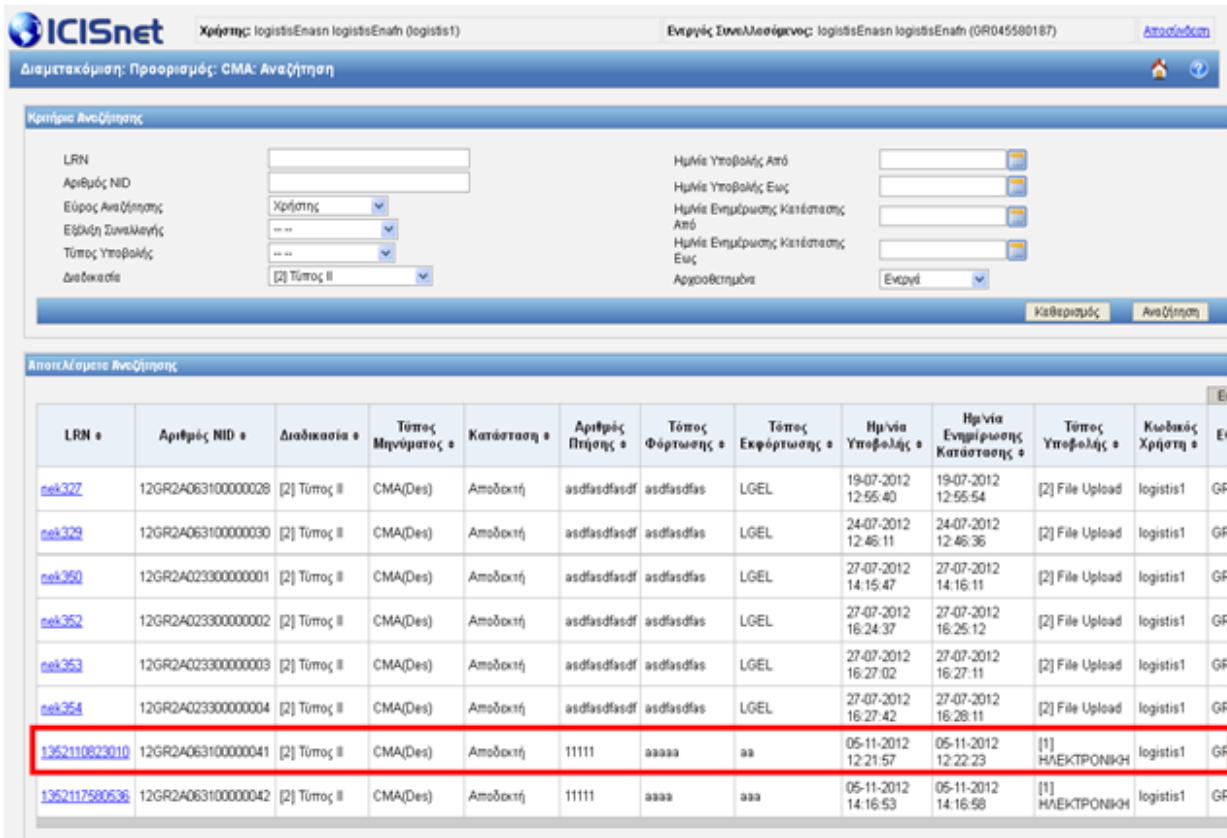 ICISnet
Χρήστης: logistisEnasn logistisEnafn (logistis1)
Ενεργός Συναλλασόμενος: logistisEnasn logistisEnafn (GR045580187)
Αποσύνδεση
Διαμετακόμιση: Προορισμός: CMA: Αναζήτηση
Κριτήρια Αναζήτησης
LRN
Ημ/νία Υποβολής Από
Αριθμός NID
Ημ/νία Υποβολής Εως
Εύρος Αναζήτησης Χρήστης
Ημ/νία Ενημέρωσης Κατάστασης Από
Εξέλιξη Συναλλαγής -- --
Τύπος Υποβολής -- --
Ημ/νία Ενημέρωσης Κατάστασης Εως
Διαδικασία [2] Τύπος II
Αρχειοθετημένα Ενεργά
Καθαρισμός Αναζήτηση
Αποτελέσματα Αναζήτησης
LRN Αριθμός NID Διαδικασία Τύπος Μηνύματος Κατάσταση Αριθμός Πτήσης Τόπος Φόρτωσης Τόπος Εκφόρτωσης Ημ/νία Υποβολής Ημ/νία Ενημέρωσης Κατάστασης Τύπος Υποβολής Κωδικός Χρήστη
nek327 12GR2A063100000028 [2] Τύπος II CMA(Des) Αποδεκτή asdfasdfasdf asdfasdfas LGEL 19-07-2012 12:55:40 19-07-2012 12:55:54 [2] File Upload logistis1 GR
nek329 12GR2A063100000030 [2] Τύπος II CMA(Des) Αποδεκτή asdfasdfasdf asdfasdfas LGEL 24-07-2012 12:46:11 24-07-2012 12:46:36 [2] File Upload logistis1 GR
nek350 12GR2A023300000001 [2] Τύπος II CMA(Des) Αποδεκτή asdfasdfasdf asdfasdfas LGEL 27-07-2012 14:15:47 27-07-2012 14:16:11 [2] File Upload logistis1 GR
nek352 12GR2A023300000002 [2] Τύπος II CMA(Des) Αποδεκτή asdfasdfasdf asdfasdfas LGEL 27-07-2012 16:24:37 27-07-2012 16:25:12 [2] File Upload logistis1 GR
nek353 12GR2A023300000003 [2] Τύπος II CMA(Des) Αποδεκτή asdfasdfasdf asdfasdfas LGEL 27-07-2012 16:27:02 27-07-2012 16:27:11 [2] File Upload logistis1 GR
nek354 12GR2A023300000004 [2] Τύπος II CMA(Des) Αποδεκτή asdfasdfasdf asdfasdfas LGEL 27-07-2012 16:27:42 27-07-2012 16:28:11 [2] File Upload logistis1 GR
1352110823010 12GR2A063100000041 [2] Τύπος II CMA(Des) Αποδεκτή 11111 aaaaa aa 05-11-2012 12:21:57 05-11-2012 12:22:23 [1] ΗΛΕΚΤΡΟΝΙΚΗ logistis1 GR
1352117580536 12GR2A063100000042 [2] Τύπος II CMA(Des) Αποδεκτή 11111 aaaa aaa 05-11-2012 14:16:53 05-11-2012 14:16:58 [1] ΗΛΕΚΤΡΟΝΙΚΗ logistis1 GR